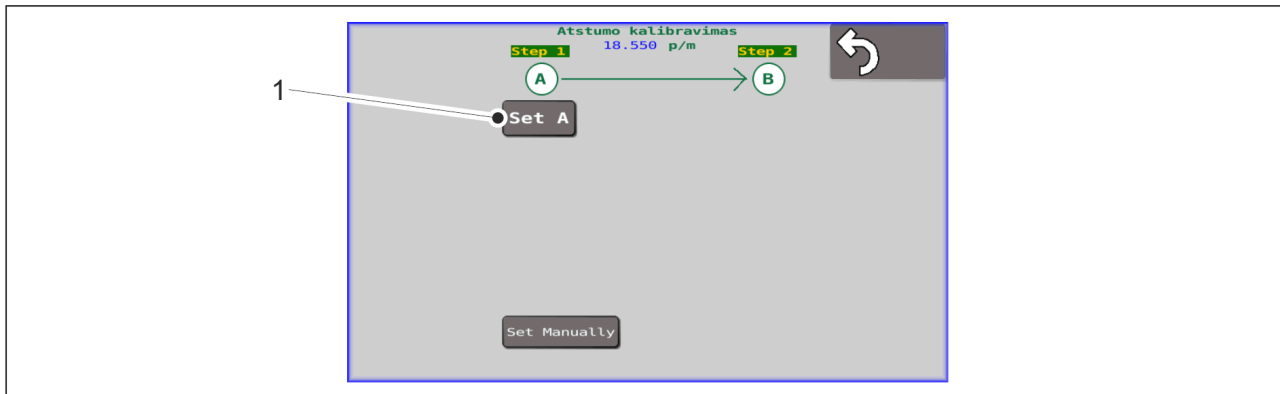 Atstumo kalibravimas
Step 1 18.550 p/m Step 2
A B
1
Set A
Set Manually